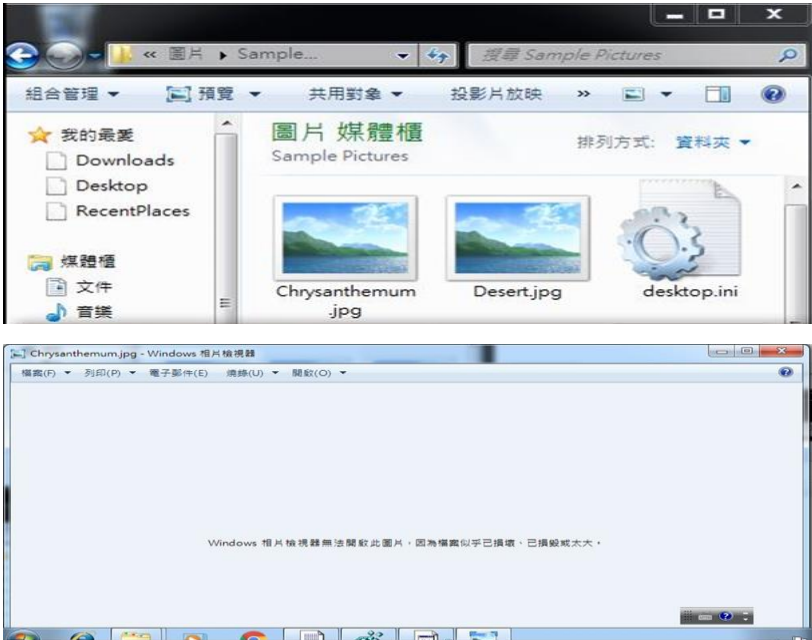 « 圖片 ▸ Sample... 搜尋 Sample Pictures
組合管理 ▼ 預覽 ▼ 共用對象 ▼ 投影片放映 »
我的最愛
Downloads
Desktop
RecentPlaces
媒體櫃
文件
音樂
圖片 媒體櫃
Sample Pictures
排列方式: 資料夾 ▼
Chrysanthemum
.jpg
Desert.jpg
desktop.ini
Chrysanthemum.jpg - Windows 相片檢視器
檔案(F) ▼ 列印(P) ▼ 電子郵件(E) 燒錄(U) ▼ 開啟(O) ▼
Windows 相片檢視器無法開啟此圖片，因為檔案似乎已損壞、已損毀或太大。